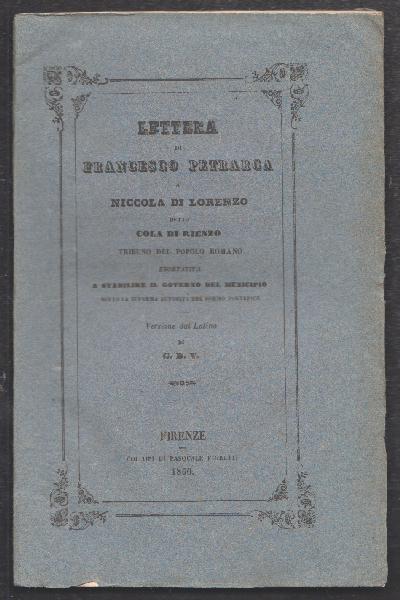 LETTERA
DI
FRANCESCO PETRARCA
A
NICCOLA DI LORENZO
DETTO
COLA DI RIENZO
TRIBUNO DEL POPOLO ROMANO
ESORTATIVA
A STABILIRE IL GOVERNO DEL MUNICIPIO
SOTTO LA SUPREMA AUTORITÀ DEL SOMMO PONTEFICE
Versione dal Latino
DI
G. B. V.
FIRENZE
COI TIPI DI PASQUALE
1860.